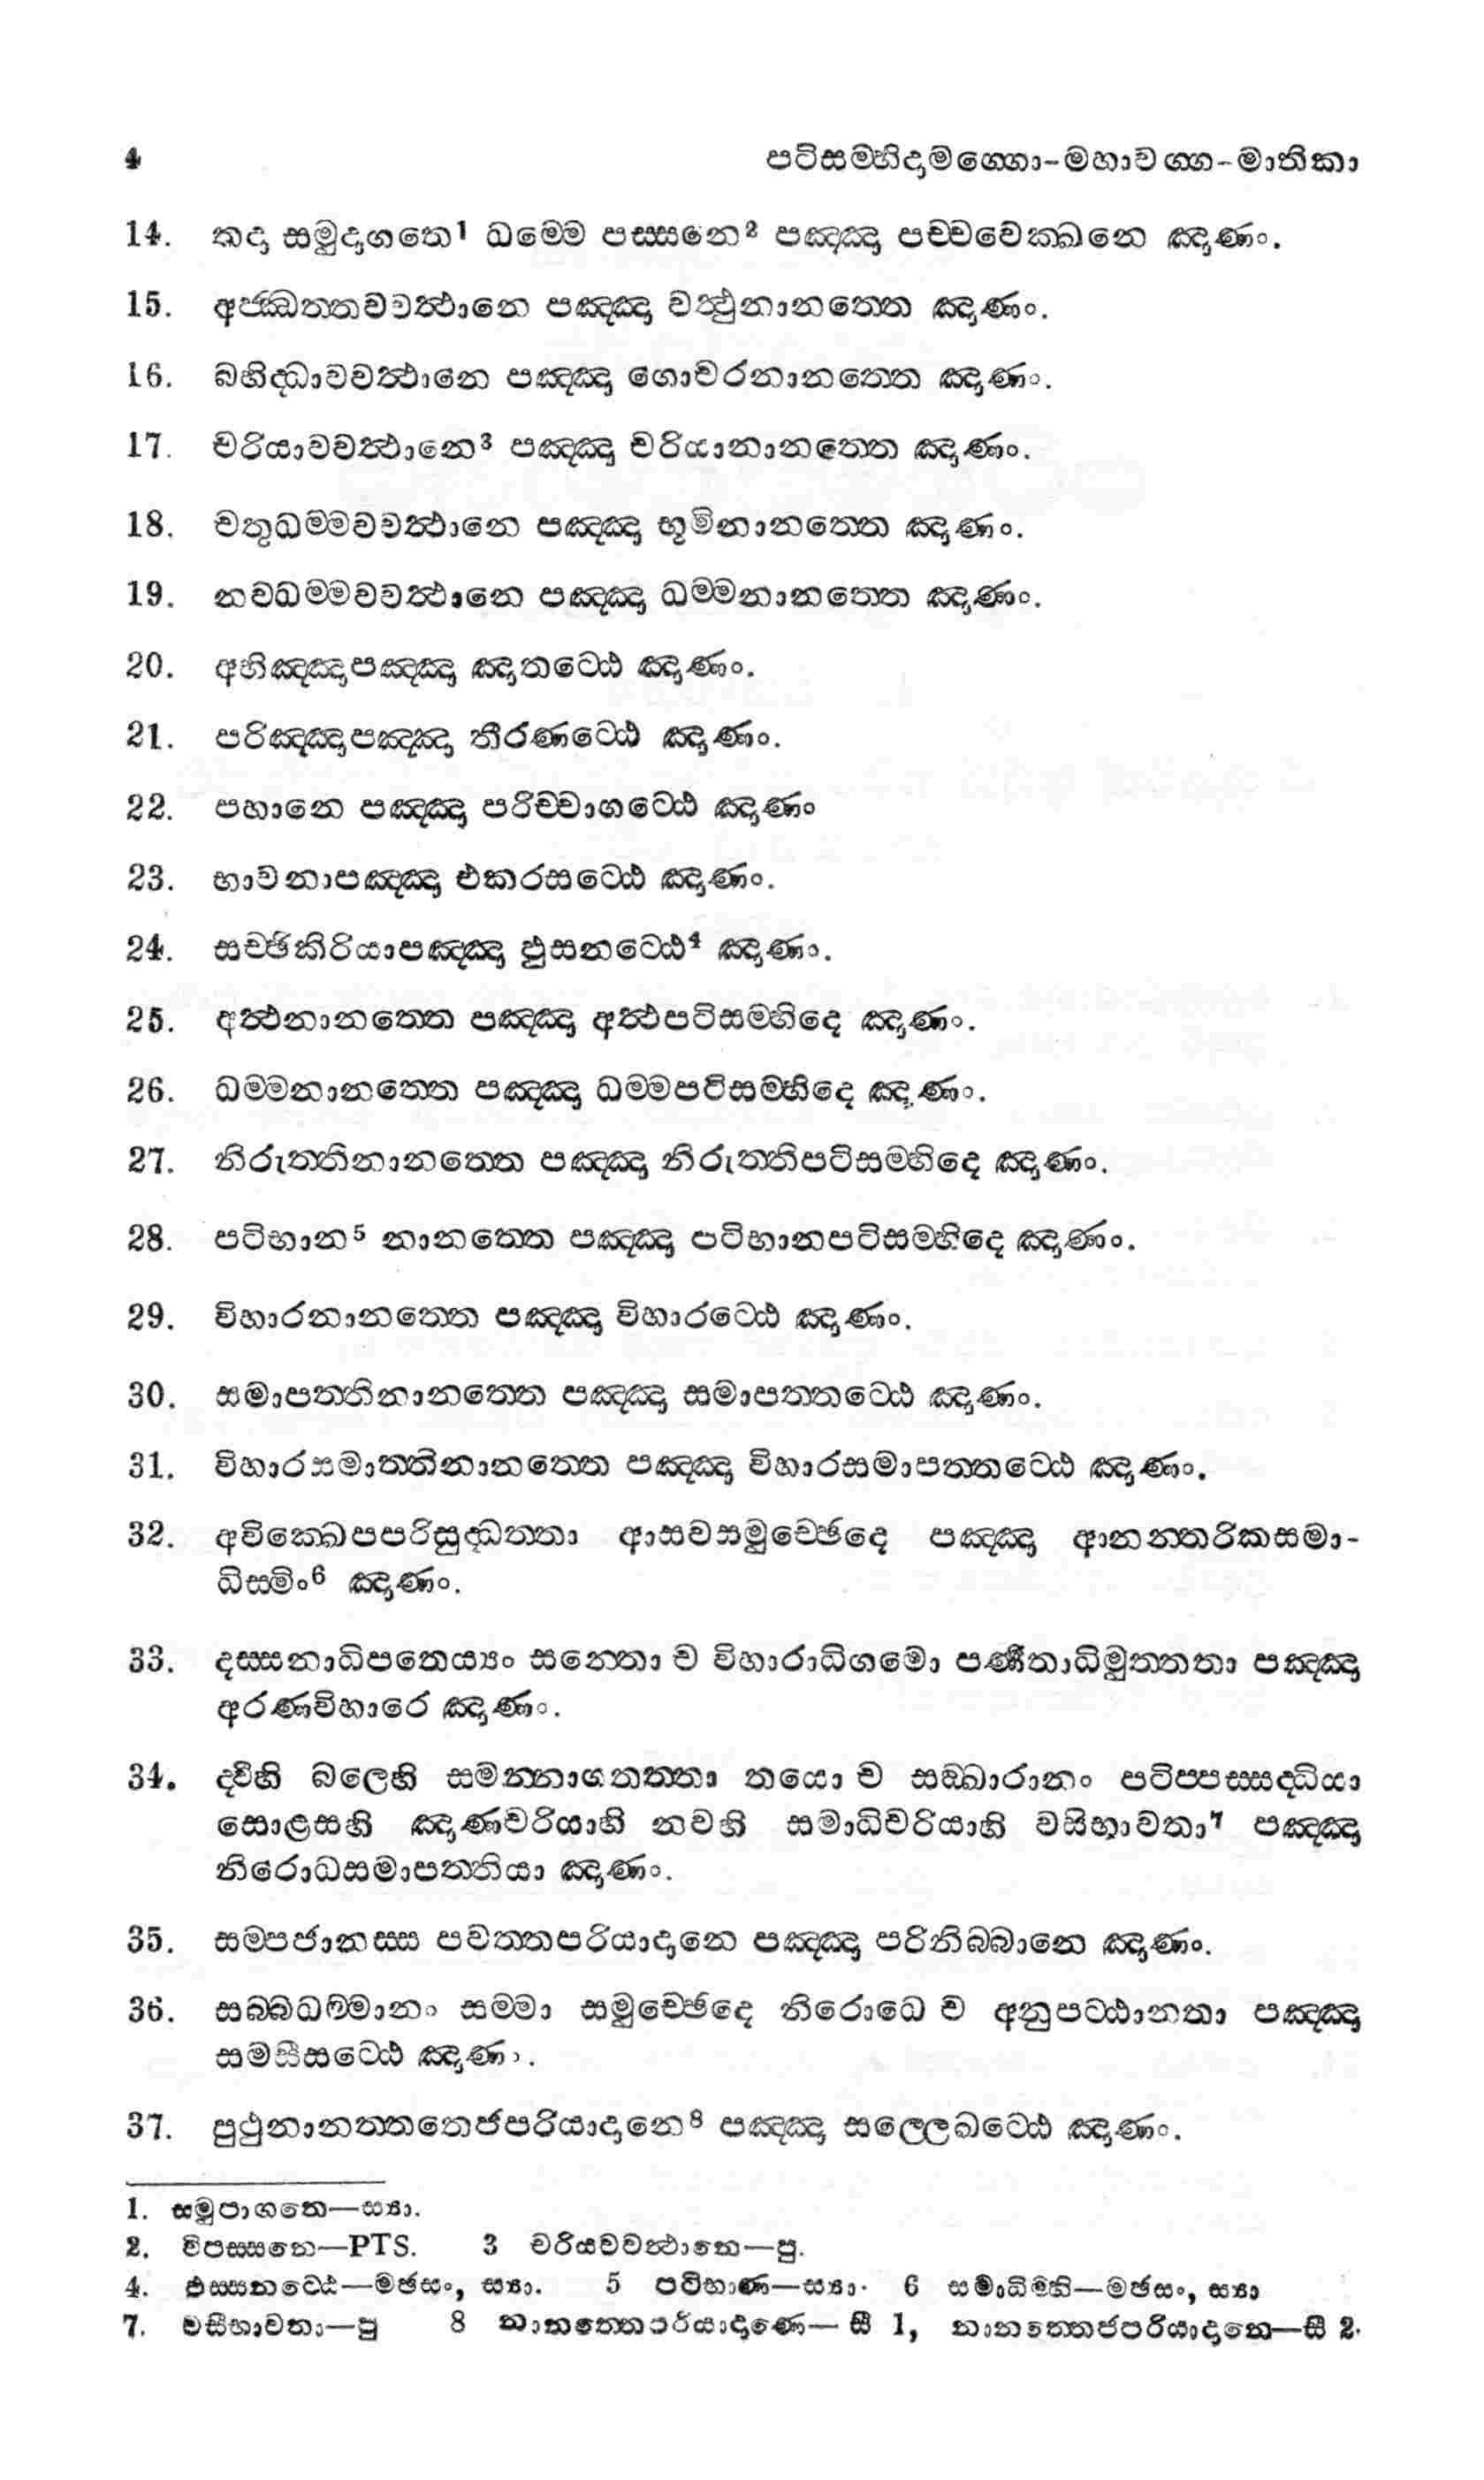 4 පටිසම්භිදාමග්ගො-මහාවග්ග-මාතිකා
14. තදා සමුදාගතෙ1 ධම්මෙ පස්සනෙ2 පඤ්ඤා පච්චවෙක්ඛනෙ ඤාණං.
15. අජ්ඣත්තවවත්ථානෙ පඤ්ඤා වත්ථුනානත්තෙ ඤාණං.
16. බහිද්ධාවවත්ථානෙ පඤ්ඤා ගොචරනානත්තෙ ඤාණං.
17. චරියාවවත්ථානෙ3 පඤ්ඤා චරියානානත්තෙ ඤාණං.
18. චතුධම්මවවත්ථානෙ පඤ්ඤා භූමිනානත්තෙ ඤාණං.
19. නවධම්මවවත්ථානෙ පඤ්ඤා ධම්මනානත්තෙ ඤාණං.
20. අභිඤ්ඤාපඤ්ඤා ඤාතට්ඨෙ ඤාණං.
21. පරිඤ්ඤාපඤ්ඤා තීරණට්ඨෙ ඤාණං.
22. පහානෙ පඤ්ඤා පරිච්චාගට්ඨෙ ඤාණං
23. භාවනාපඤ්ඤා එකරසට්ඨෙ ඤාණං.
24. සච්ඡිකිරියාපඤ්ඤා ඵුසනට්ඨෙ4 ඤාණං.
25. අත්ථනානත්තෙ පඤ්ඤා අත්ථපටිසම්භිදෙ ඤාණං.
26. ධම්මනානත්තෙ පඤ්ඤා ධම්මපටිසම්භිදෙ ඤාණං.
27. නිරුත්තිනානත්තෙ පඤ්ඤා නිරුත්තිපටිසම්භිදෙ ඤාණං.
28. පටිභාන5 නානත්තෙ පඤ්ඤා පටිභානපටිසම්භිදෙ ඤාණං.
29. විහාරනානත්තෙ පඤ්ඤා විහාරට්ඨෙ ඤාණං.
30. සමාපත්තිනානත්තෙ පඤ්ඤා සමාපත්තට්ඨෙ ඤාණං.
31. විහාරසමාත්තිනානත්තෙ පඤ්ඤා විහාරසමාපත්තට්ඨෙ ඤාණං.
32. අවික්ඛෙපපරිසුද්ධත්තා ආසවසමුච්ඡෙදෙ පඤ්ඤා ආනන්තරිකසමා-
ධිස්මිං6 ඤාණං.
33. දස්සනාධිපතෙය්‍යං සන්තො ච විහාරාධිගමො පණීතාධිමුත්තතා පඤ්ඤා
අරණවිහාරෙ ඤාණං.
34. ද්වීහි බලෙහි සමන්නාගතත්තා තයො ච සඞ්ඛාරානං පටිප්පස්සද්ධියා
සොළසහි ඤාණචරියාහි නවහි සමාධිචරියාහි වසිභාවතා7 පඤ්ඤා
නිරොධසමාපත්තියා ඤාණං.
35. සම්පජානස්ස පවත්තපරියාදානෙ පඤ්ඤා පරිනිබ්බානෙ ඤාණං.
36. සබ්බධම්මානං සම්මා සමුච්ඡෙදෙ නිරොධෙ ච අනුපට්ඨානතා පඤ්ඤා
සමසීසට්ඨෙ ඤාණං.
37. පුථුනානත්තතෙජපරියාදානෙ8 පඤ්ඤා සල්ලෙඛට්ඨෙ ඤාණං.
1. සමුපාගතෙ—ස්‍යා.
2. විපස්සනෙ—PTS. 3 චරියවවත්ථානෙ—පු.
4. ඵස්සනට්ඨෙ—මඡසං, ස්‍යා. 5 පටිභාණ—ස්‍යා. 6 සමාධිම්හි—මඡසං, ස්‍යා
7. වසීභාවතා—පු 8 නානත්තෙපරියාදාණෙ—සී 1, නානත්තෙජපරියාදානෙ—සී 2.